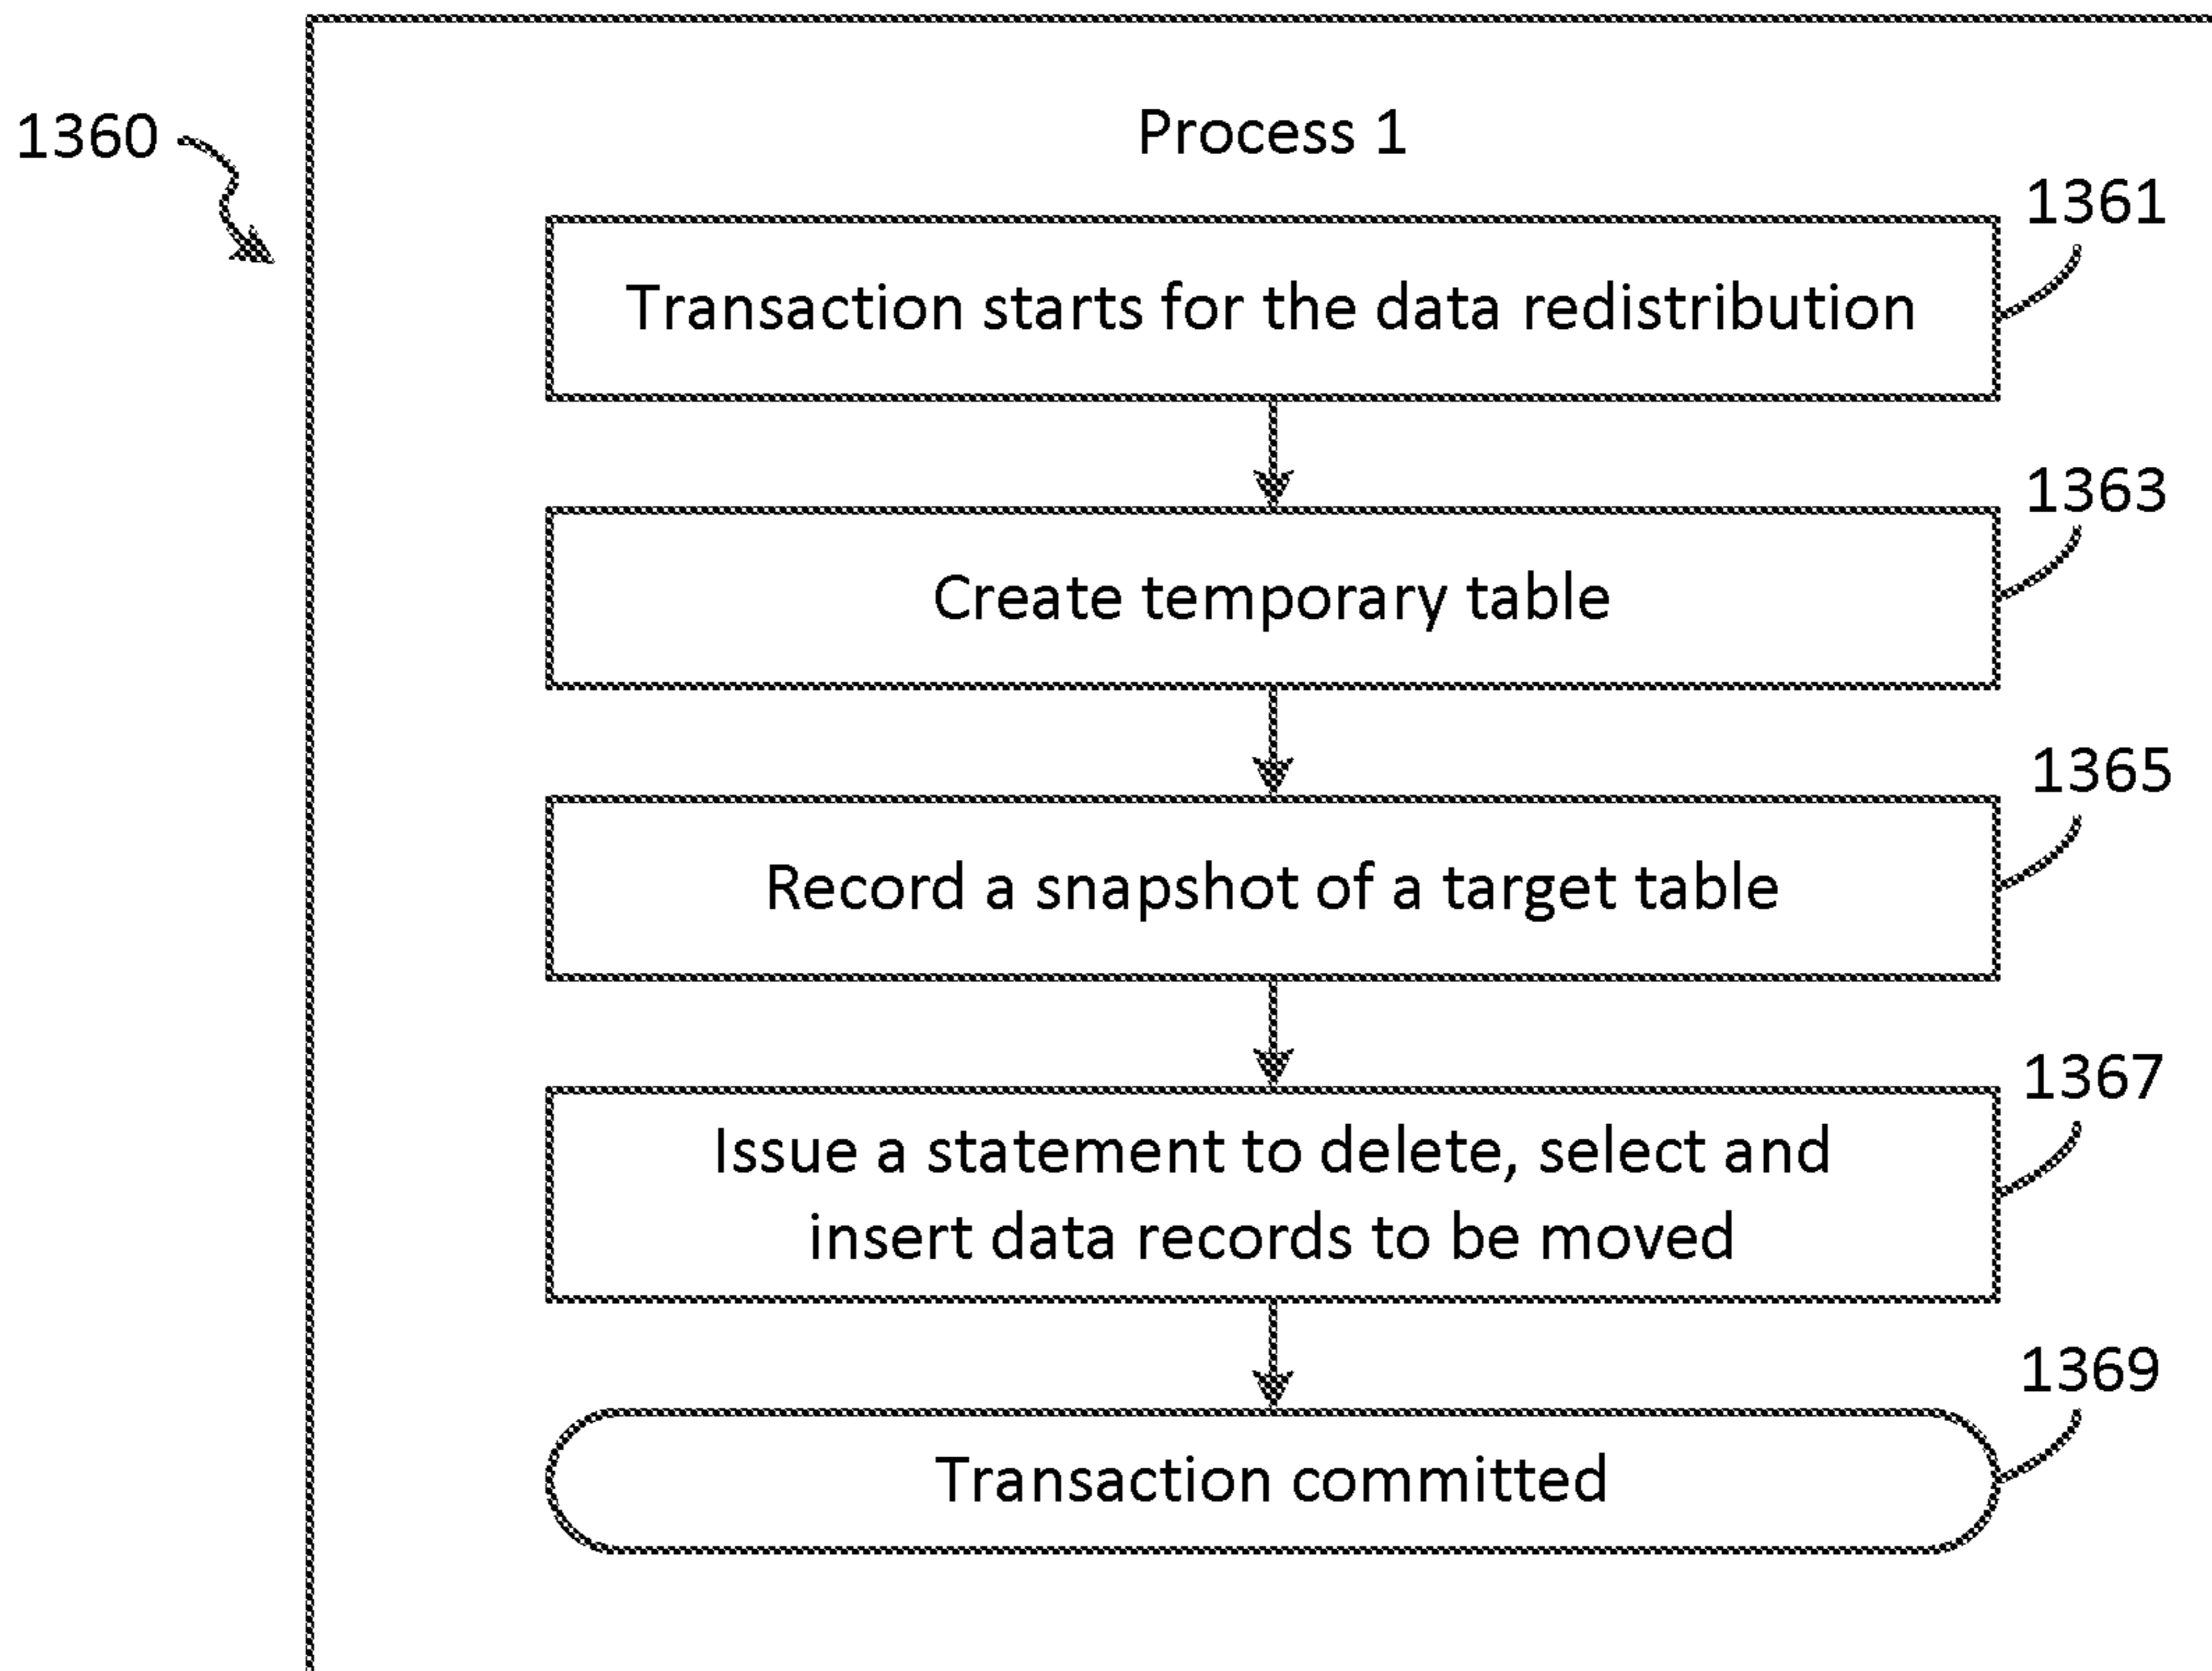 Process 1
1360
1361
Transaction starts for the data redistribution
1363
Create temporary table
1365
Record a snapshot of a target table
1367
Issue a statement to delete, select and
insert data records to be moved
1369
Transaction committed